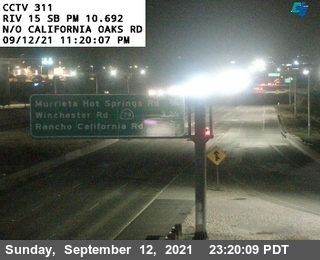 CCTV 311
RIV 15 SB PM 10.692
N/O CALIFORNIA OAKS RD
09/12/21 11:20:07 PM
Murrieta Hot Springs Rd
Winchester Rd 79
Rancho California Rd
Sunday, September 12, 2021 23:20:09 PDT